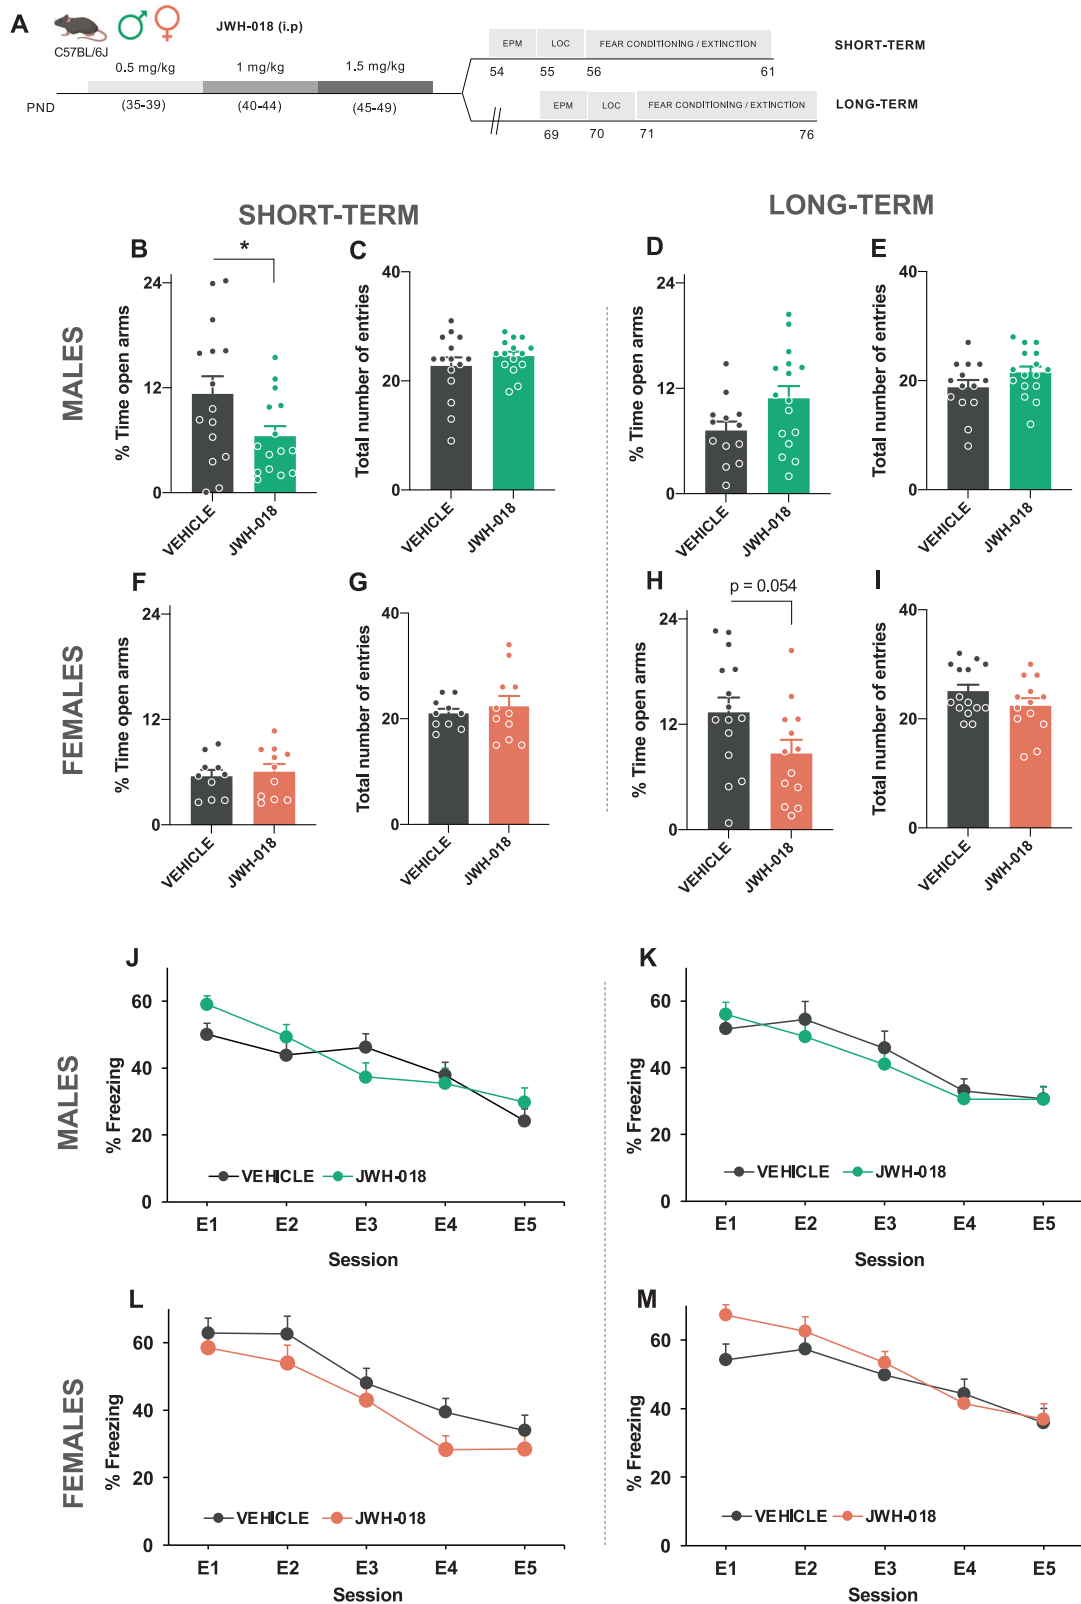 A
JWH-018 (i.p)
C57BL/6J
0.5 mg/kg 1 mg/kg 1.5 mg/kg
PND (35-39) (40-44) (45-49)
EPM LOC FEAR CONDITIONING / EXTINCTION SHORT-TERM
54 55 56 61
EPM LOC FEAR CONDITIONING / EXTINCTION LONG-TERM
69 70 71 76
SHORT-TERM LONG-TERM
MALES
B
*
% Time open arms
24
12
0
VEHICLE
JWH-018
C
Total number of entries
40
20
0
VEHICLE
JWH-018
D
% Time open arms
24
12
0
VEHICLE
JWH-018
E
Total number of entries
40
20
0
VEHICLE
JWH-018
FEMALES
F
% Time open arms
24
12
0
VEHICLE
JWH-018
G
Total number of entries
40
20
0
VEHICLE
JWH-018
H
p = 0.054
% Time open arms
24
12
0
VEHICLE
JWH-018
I
Total number of entries
40
20
0
VEHICLE
JWH-018
MALES
J
% Freezing
60
40
20
0
VEHICLE JWH-018
E1 E2 E3 E4 E5
Session
K
% Freezing
60
40
20
0
VEHICLE JWH-018
E1 E2 E3 E4 E5
Session
FEMALES
L
% Freezing
60
40
20
0
VEHICLE JWH-018
E1 E2 E3 E4 E5
Session
M
% Freezing
60
40
20
0
VEHICLE JWH-018
E1 E2 E3 E4 E5
Session